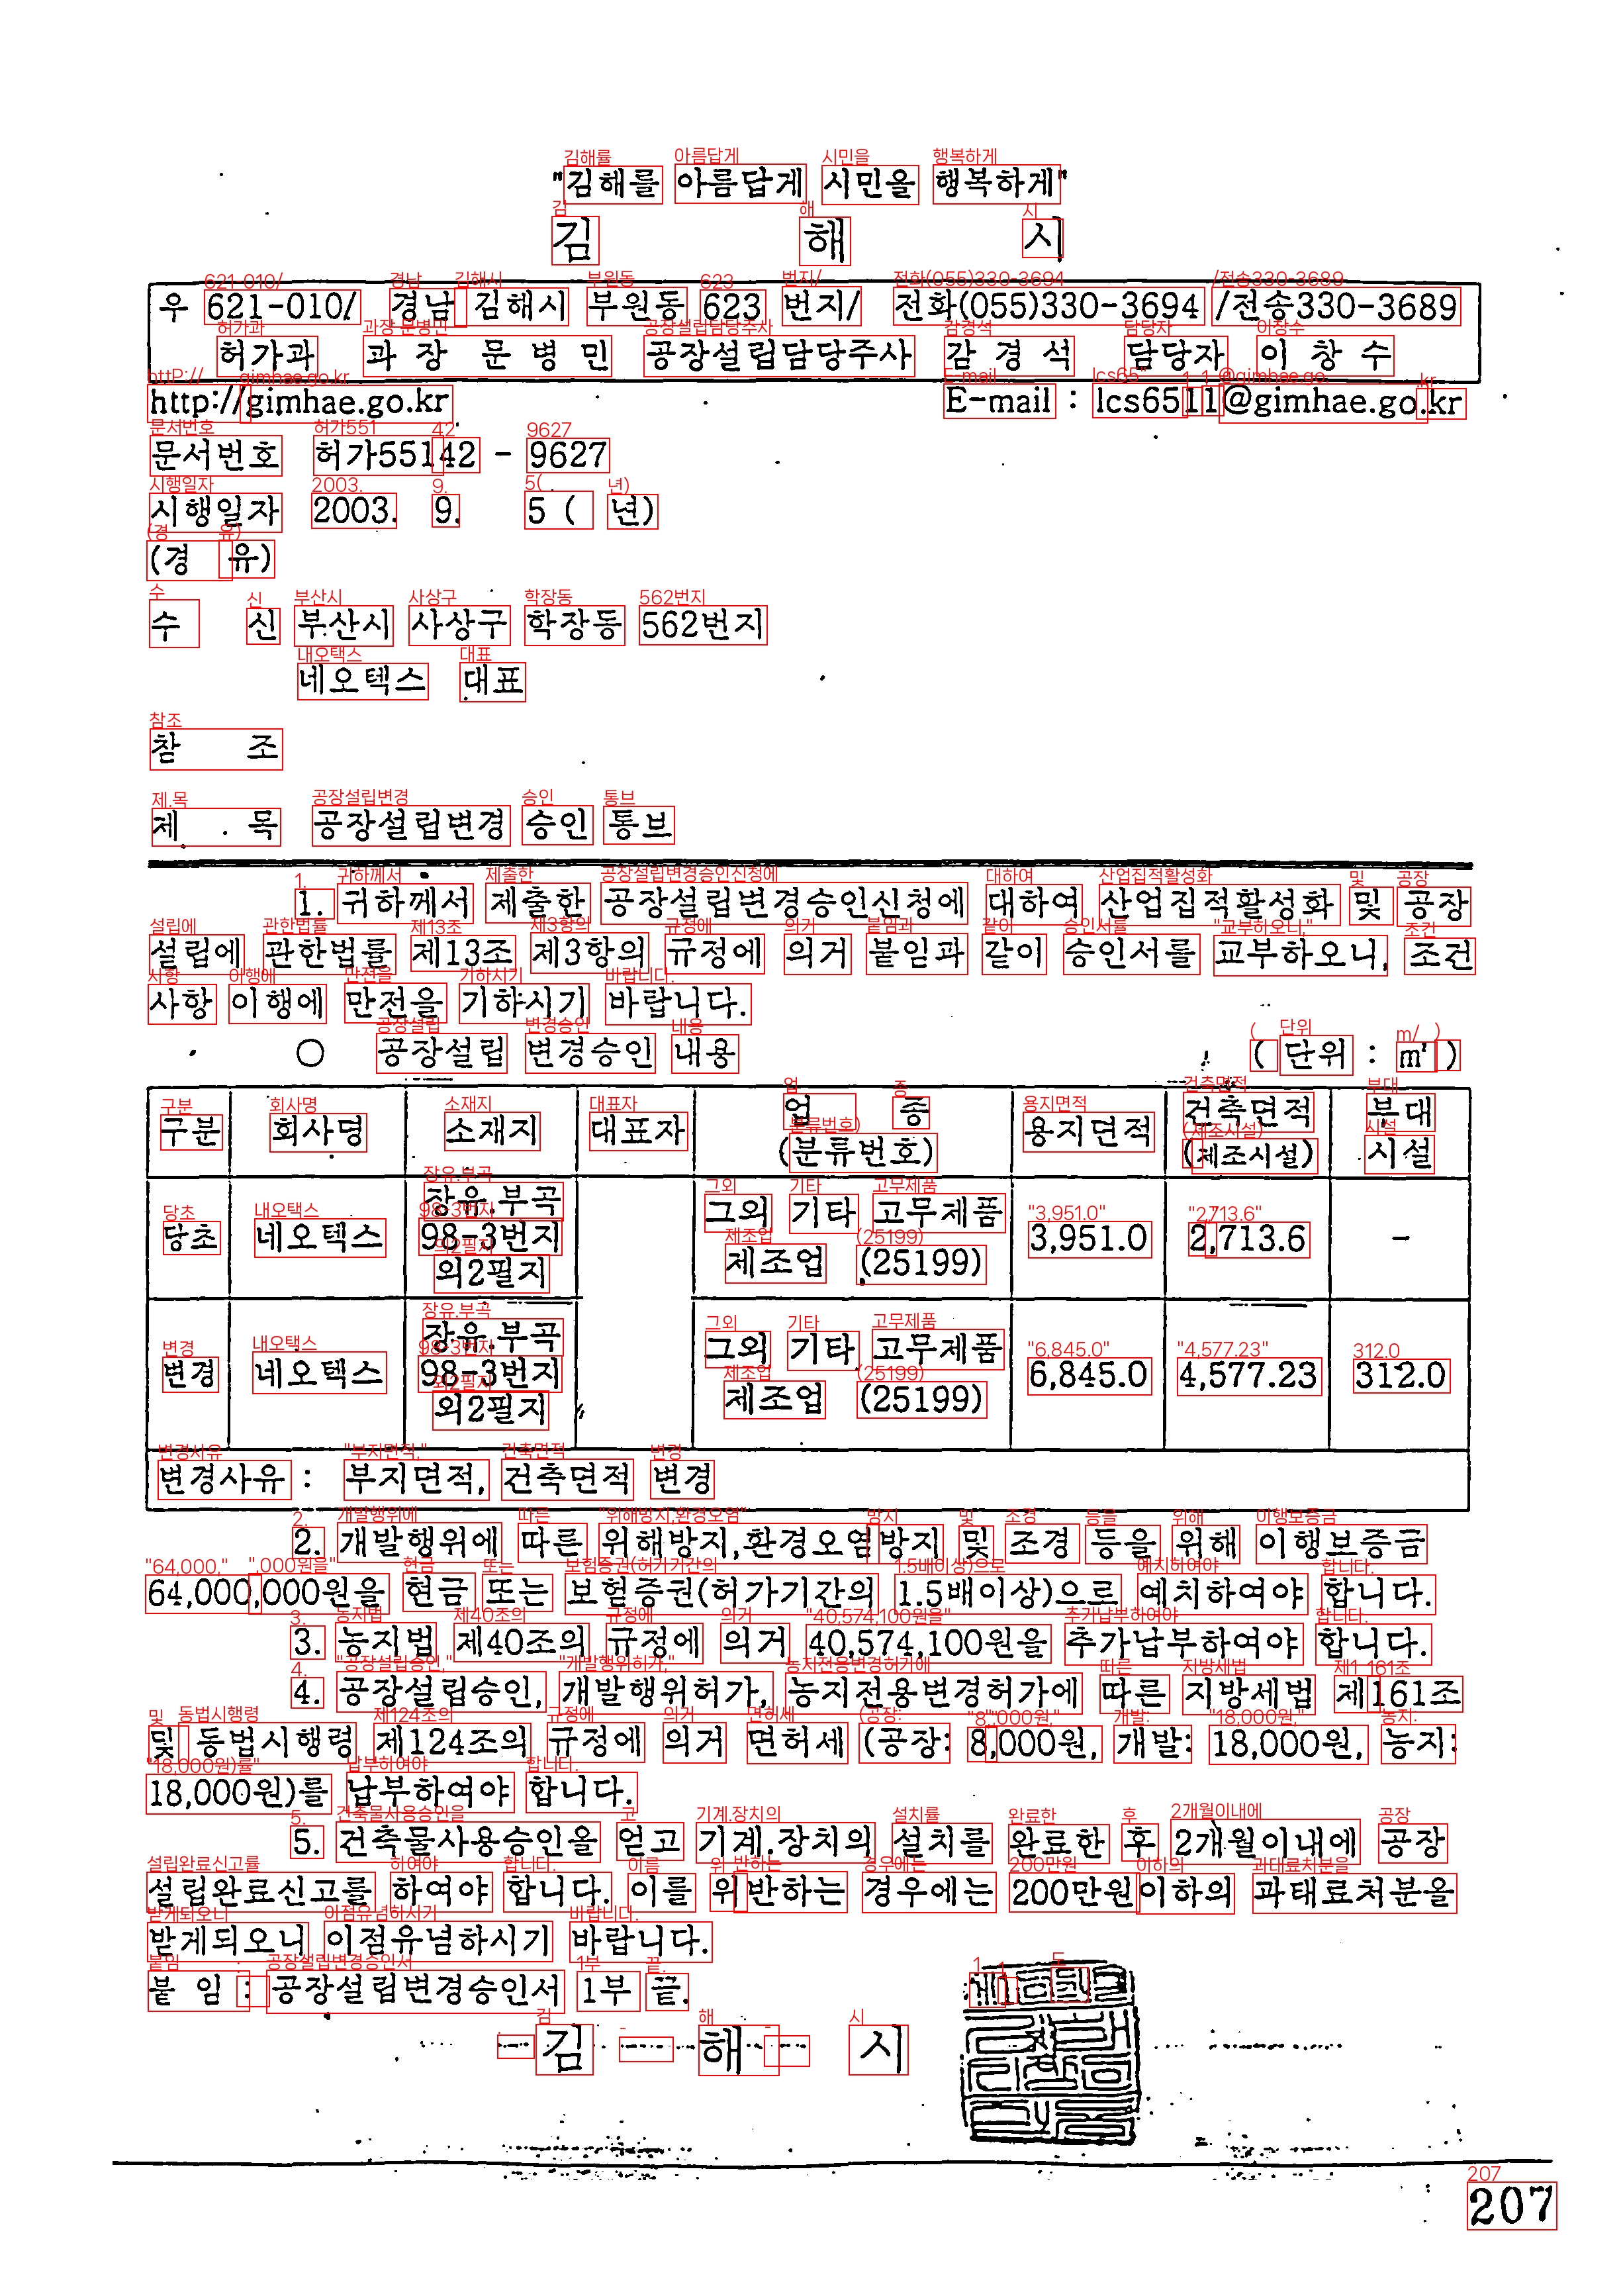 "김해를 아름답게 시민을 행복하게"
김 해 시
우 621-010/ 경남 김해시 부원동 623 번지/ 전화(055)330-3694 /전송330-3689
허가과 과 장 문 병 민 공장설립담당주사 감 경 석 담당자 이 창 수
http://gimhae.go.kr E-mail : lcs6511@gimhae.go.kr
문서번호 허가55142 - 9627
시행일자 2003. 9. 5 ( 년)
(경 유)
수 신 부산시 사상구 학장동 562번지
네오텍스 대표
참 조
제 목 공장설립변경 승인 통보
1. 귀하께서 제출한 공장설립변경승인신청에 대하여 산업집적활성화 및 공장
설립에 관한법률 제13조 제3항의 규정에 의거 붙임과 같이 승인서를 교부하오니, 조건
사항 이행에 만전을 기하시기 바랍니다.
○ 공장설립 변경승인 내용 ( 단위 : ㎡ )
구분 회사명 소재지 대표자 업 종 (분류번호) 용지면적 건축면적 (제조시설) 부대 시설
당초 네오텍스 장유.부곡 98-3번지 외2필지 그외 기타 고무제품 제조업 (25199) 3,951.0 2,713.6 -
변경 네오텍스 장유.부곡 98-3번지 외2필지 그외 기타 고무제품 제조업 (25199) 6,845.0 4,577.23 312.0
변경사유 : 부지면적, 건축면적 변경
2. 개발행위에 따른 위해방지,환경오염방지 및 조경 등을 위해 이행보증금
64,000,000원을 현금 또는 보험증권(허가기간의 1.5배이상)으로 예치하여야 합니다.
3. 농지법 제40조의 규정에 의거 40,574,100원을 추가납부하여야 합니다.
4. 공장설립승인, 개발행위허가, 농지전용변경허가에 따른 지방세법 제161조
및 동법시행령 제124조의 규정에 의거 면허세 (공장: 8,000원, 개발: 18,000원, 농지:
18,000원)를 납부하여야 합니다.
5. 건축물사용승인을 얻고 기계.장치의 설치를 완료한 후 2개월이내에 공장
설립완료신고를 하여야 합니다. 이를 위반하는 경우에는 200만원이하의 과태료처분을
받게되오니 이점유념하시기 바랍니다.
붙 임 : 공장설립변경승인서 1부 끝.
김 해 시
207